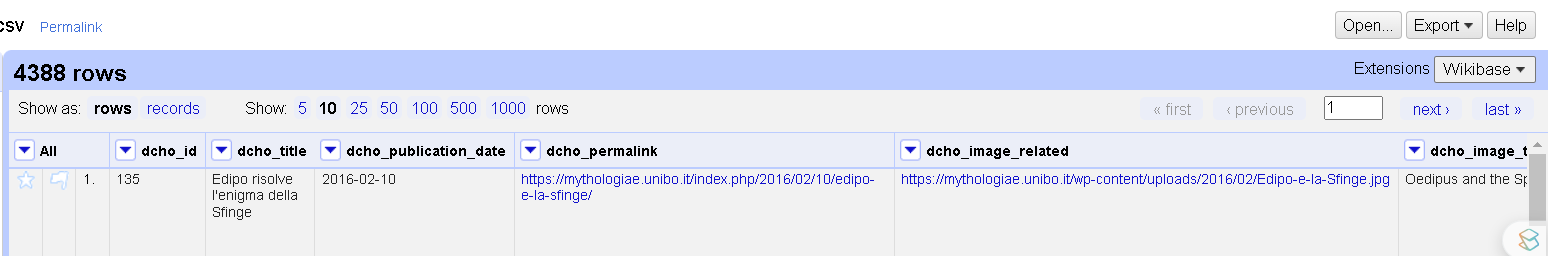 csv Permalink Open... Export Help
4388 rows Extensions Wikibase
Show as: rows records Show: 5 10 25 50 100 500 1000 rows « first ‹ previous 1 next › last »
All dcho_id dcho_title dcho_publication_date dcho_permalink dcho_image_related dcho_image_t
1. 135 Edipo risolve 2016-02-10 https://mythologiae.unibo.it/index.php/2016/02/10/edipo- https://mythologiae.unibo.it/wp-content/uploads/2016/02/Edipo-e-la-Sfinge.jpg Oedipus and the Sp
l'enigma della e-la-sfinge/
Sfinge